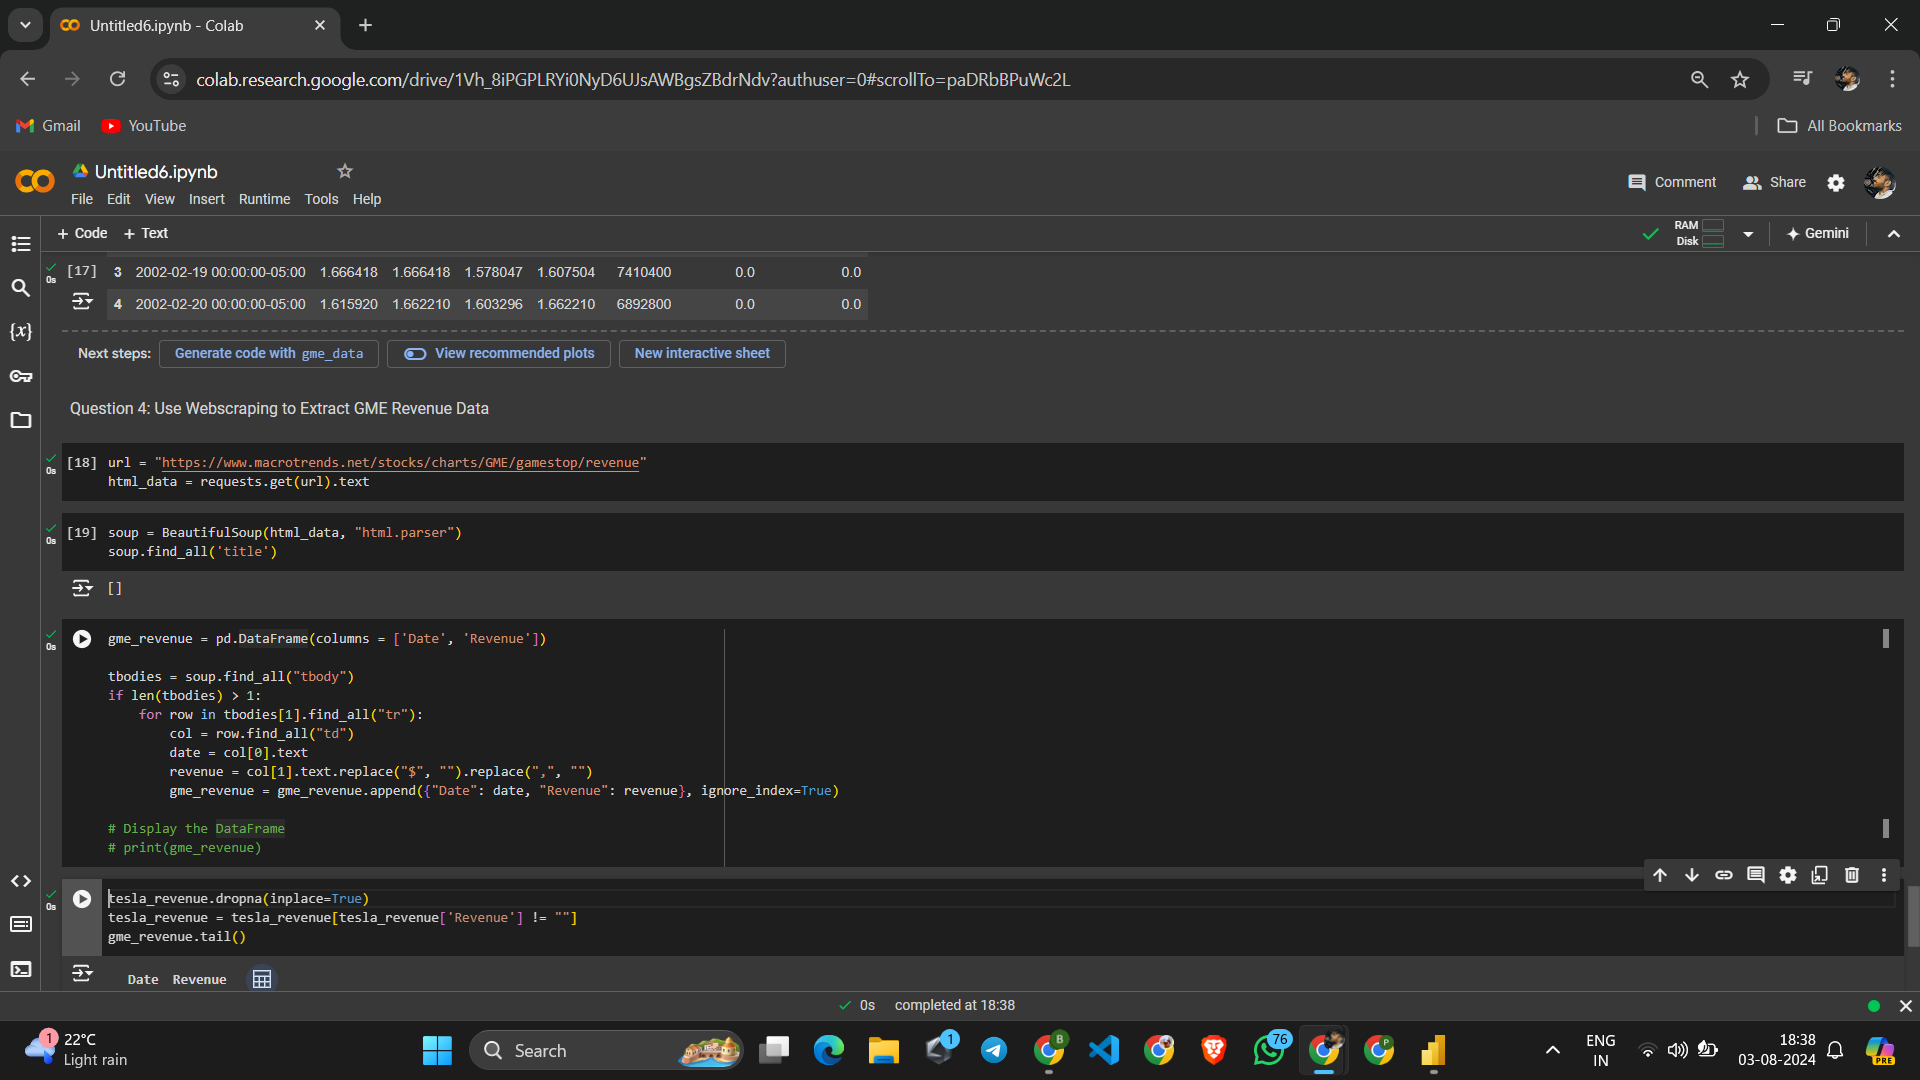 Untitled6.ipynb - Colab
colab.research.google.com/drive/1Vh_8iPGPLRYi0NyD6UJsAWBgsZBdrNdv?authuser=0#scrollTo=paDRbBPuWc2L
Gmail YouTube All Bookmarks
Untitled6.ipynb
Comment Share
File Edit View Insert Runtime Tools Help
+ Code + Text RAM Disk Gemini
[17] 3 2002-02-19 00:00:00-05:00 1.666418 1.666418 1.578047 1.607504 7410400 0.0 0.0
0s
4 2002-02-20 00:00:00-05:00 1.615920 1.662210 1.603296 1.662210 6892800 0.0 0.0
{x}
Next steps: Generate code with gme_data View recommended plots New interactive sheet
Question 4: Use Webscraping to Extract GME Revenue Data
[18] url = "https://www.macrotrends.net/stocks/charts/GME/gamestop/revenue"
0s
html_data = requests.get(url).text
[19] soup = BeautifulSoup(html_data, "html.parser")
0s
soup.find_all('title')
[]
gme_revenue = pd.DataFrame(columns = ['Date', 'Revenue'])
0s
tbodies = soup.find_all("tbody")
if len(tbodies) > 1:
for row in tbodies[1].find_all("tr"):
col = row.find_all("td")
date = col[0].text
revenue = col[1].text.replace("$", "").replace(",", "")
gme_revenue = gme_revenue.append({"Date": date, "Revenue": revenue}, ignore_index=True)
# Display the DataFrame
# print(gme_revenue)
tesla_revenue.dropna(inplace=True)
0s
tesla_revenue = tesla_revenue[tesla_revenue['Revenue'] != ""]
gme_revenue.tail()
Date Revenue
0s completed at 18:38
1 22°C
Light rain
Search
1
B
76
P
ENG
IN
18:38
03-08-2024
PRE